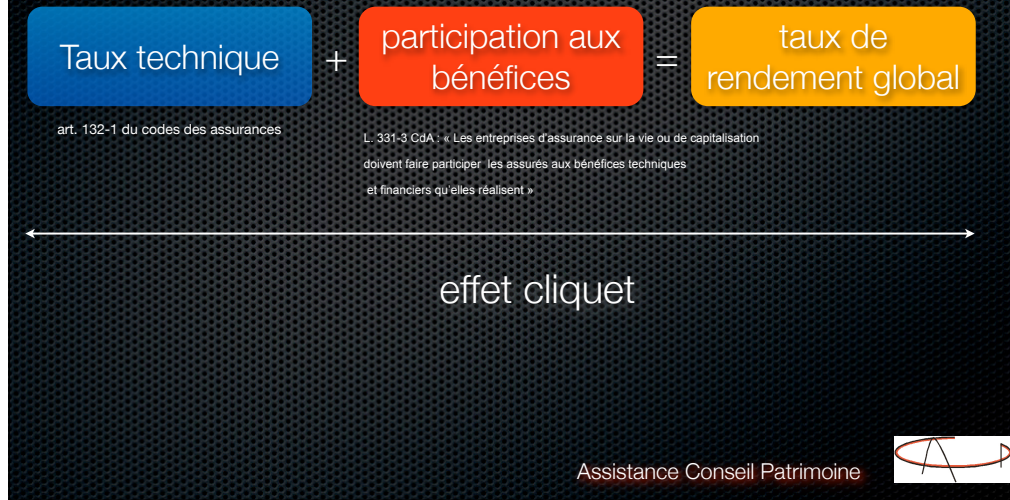 Taux technique
+
participation aux
bénéfices
=
taux de
rendement global
art. 132-1 du codes des assurances
L. 331-3 CdA : « Les entreprises d'assurance sur la vie ou de capitalisation
doivent faire participer les assurés aux bénéfices techniques
et financiers qu'elles réalisent »
effet cliquet
Assistance Conseil Patrimoine